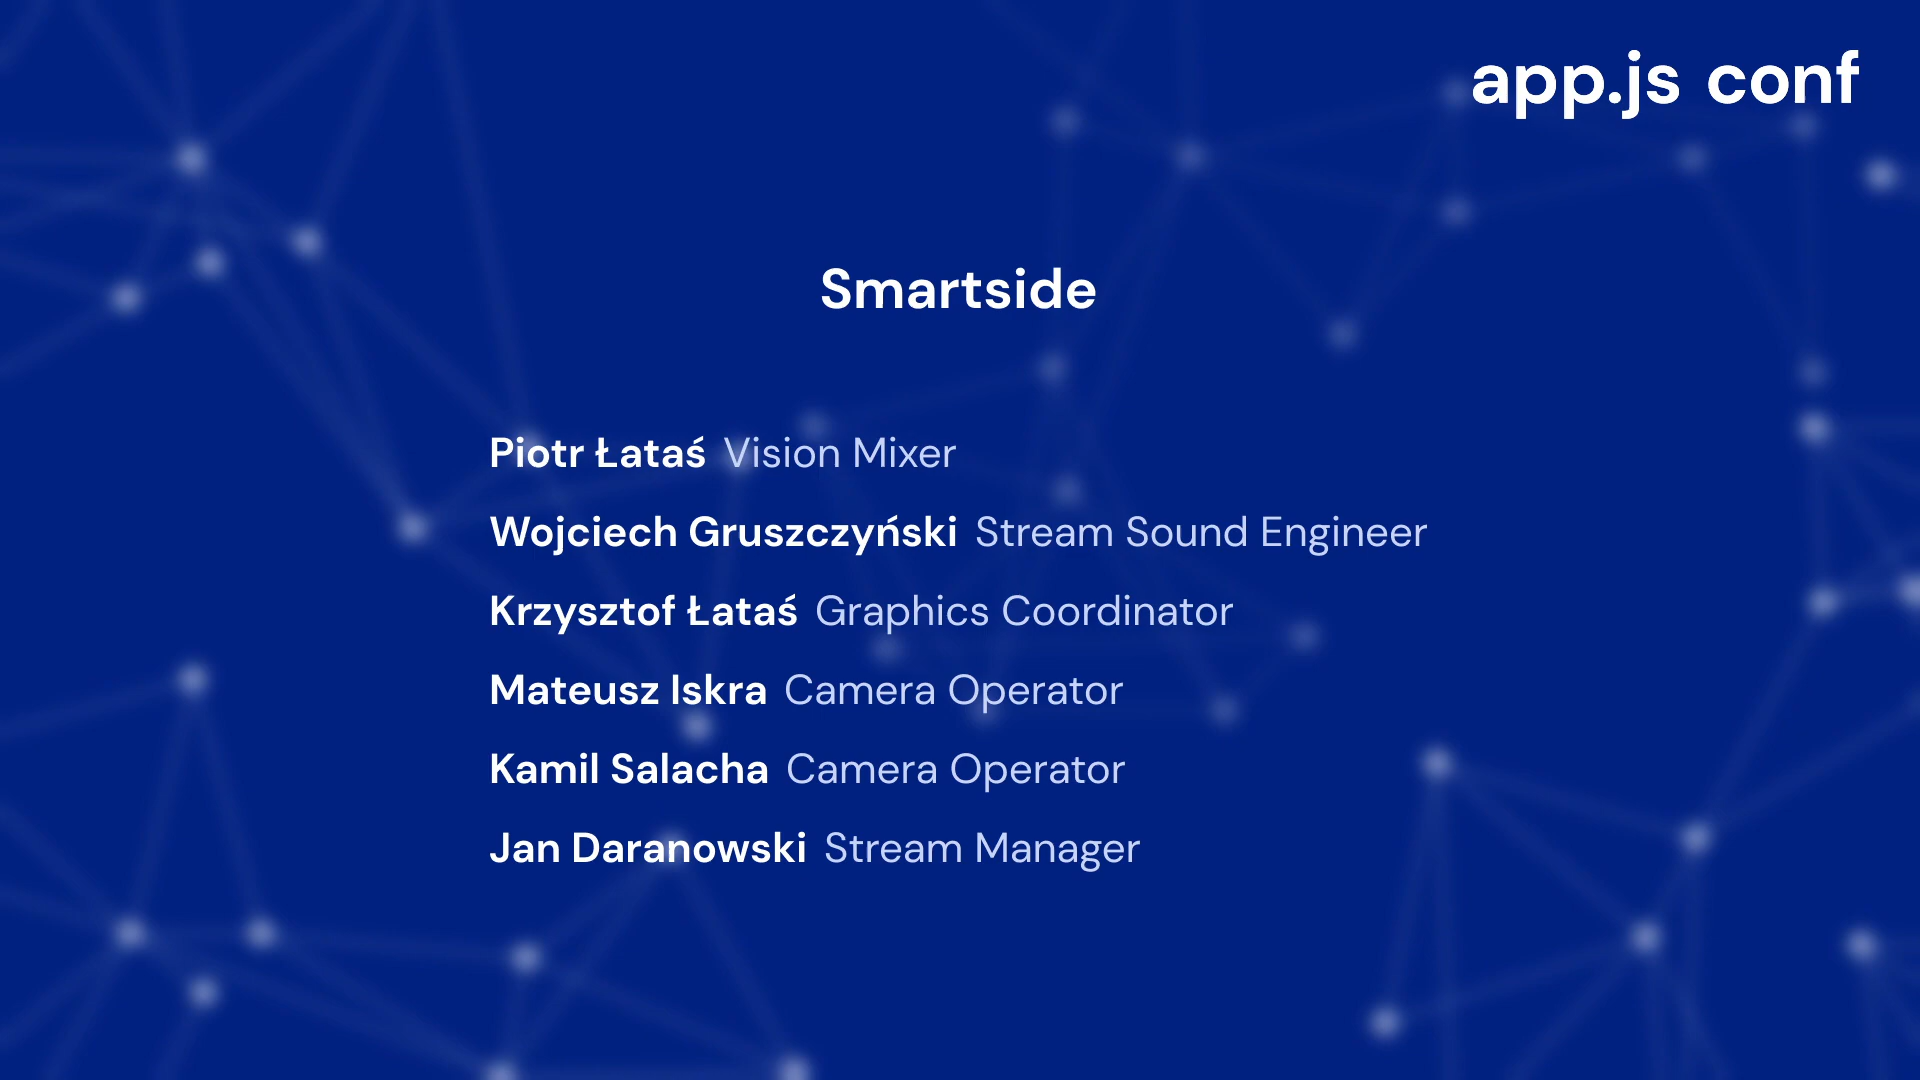 app.js conf
Smartside
Piotr Łataś Vision Mixer
Wojciech Gruszczyński Stream Sound Engineer
Krzysztof Łataś Graphics Coordinator
Mateusz Iskra Camera Operator
Kamil Salacha Camera Operator
Jan Daranowski Stream Manager